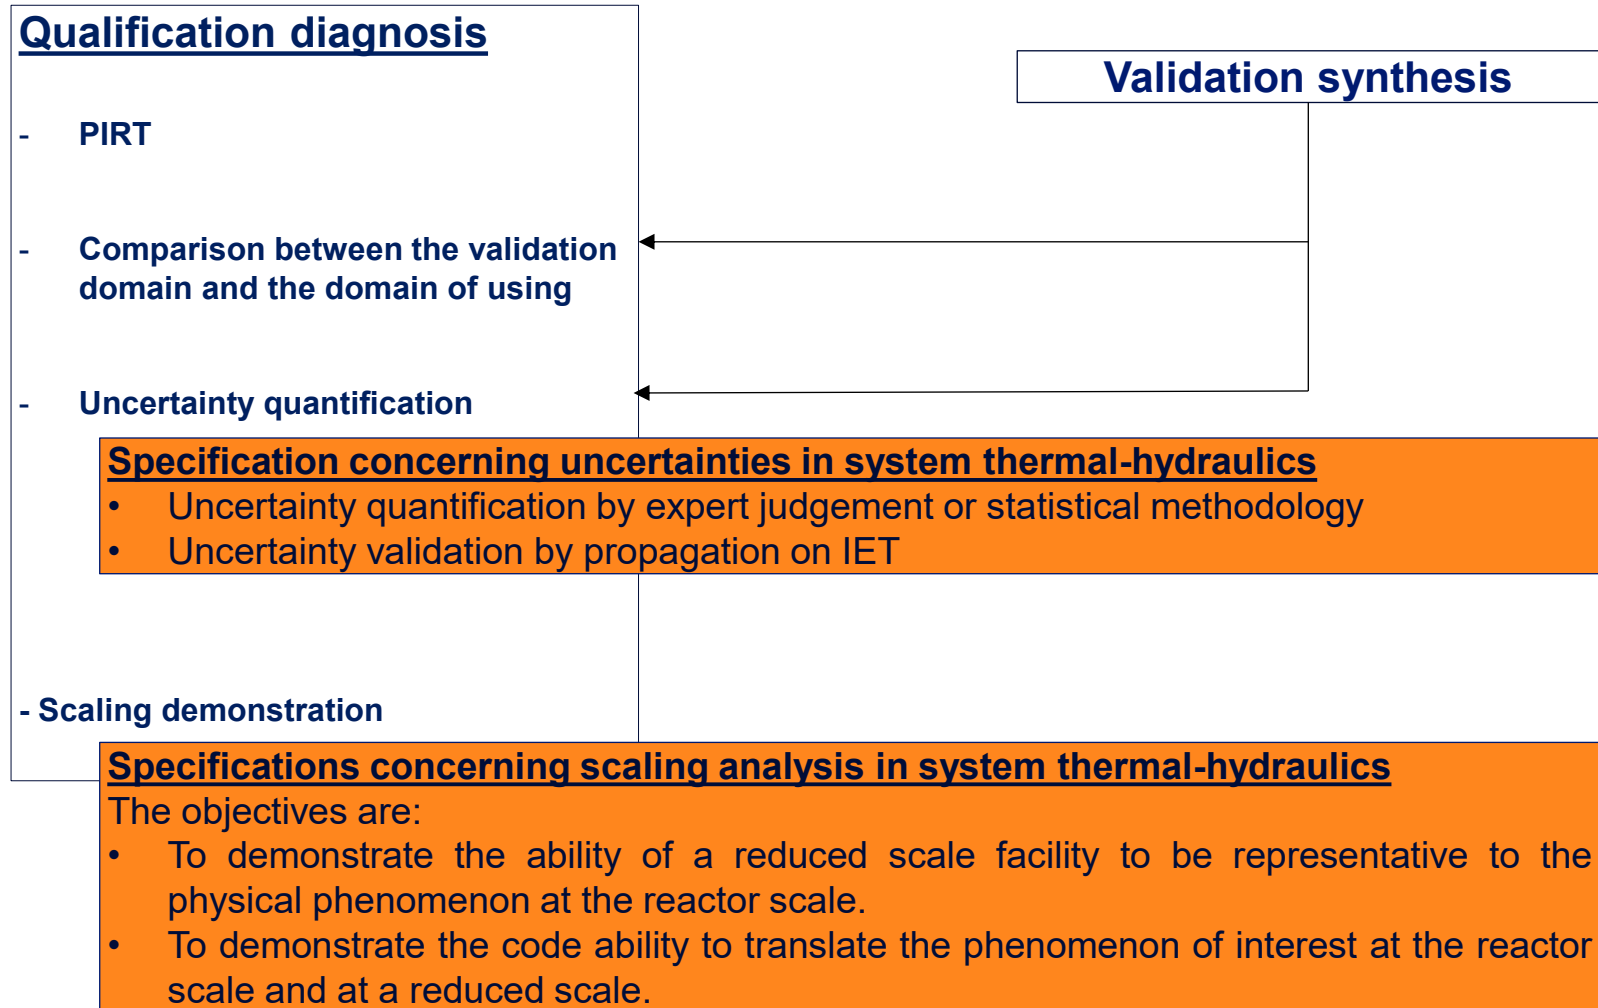 Qualification diagnosis
Validation synthesis
- PIRT
- Comparison between the validation
domain and the domain of using
- Uncertainty quantification
Specification concerning uncertainties in system thermal-hydraulics
• Uncertainty quantification by expert judgement or statistical methodology
• Uncertainty validation by propagation on IET
- Scaling demonstration
Specifications concerning scaling analysis in system thermal-hydraulics
The objectives are:
• To demonstrate the ability of a reduced scale facility to be representative to the
physical phenomenon at the reactor scale.
• To demonstrate the code ability to translate the phenomenon of interest at the reactor
scale and at a reduced scale.